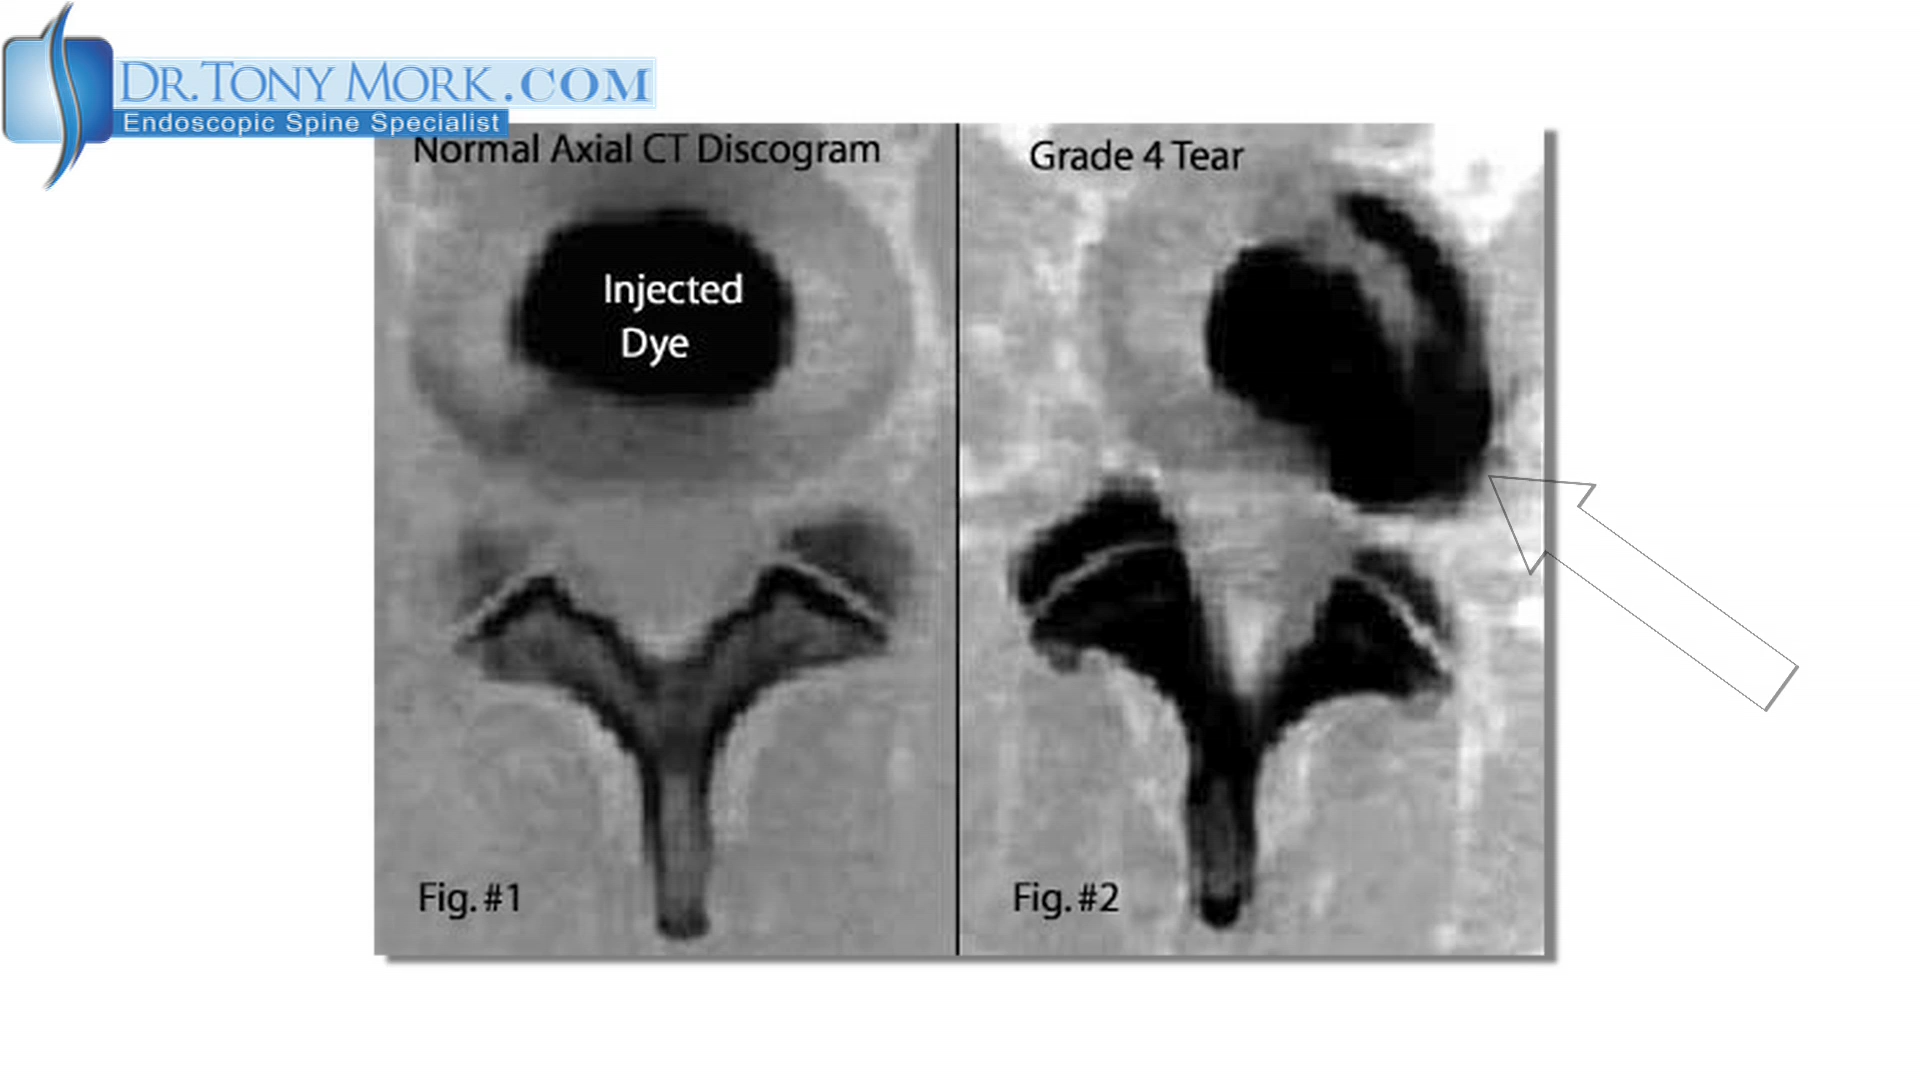 DR.TONY MORK.COM
Endoscopic Spine Specialist
Normal Axial CT Discogram
Grade 4 Tear
Injected
Dye
Fig. #1
Fig. #2